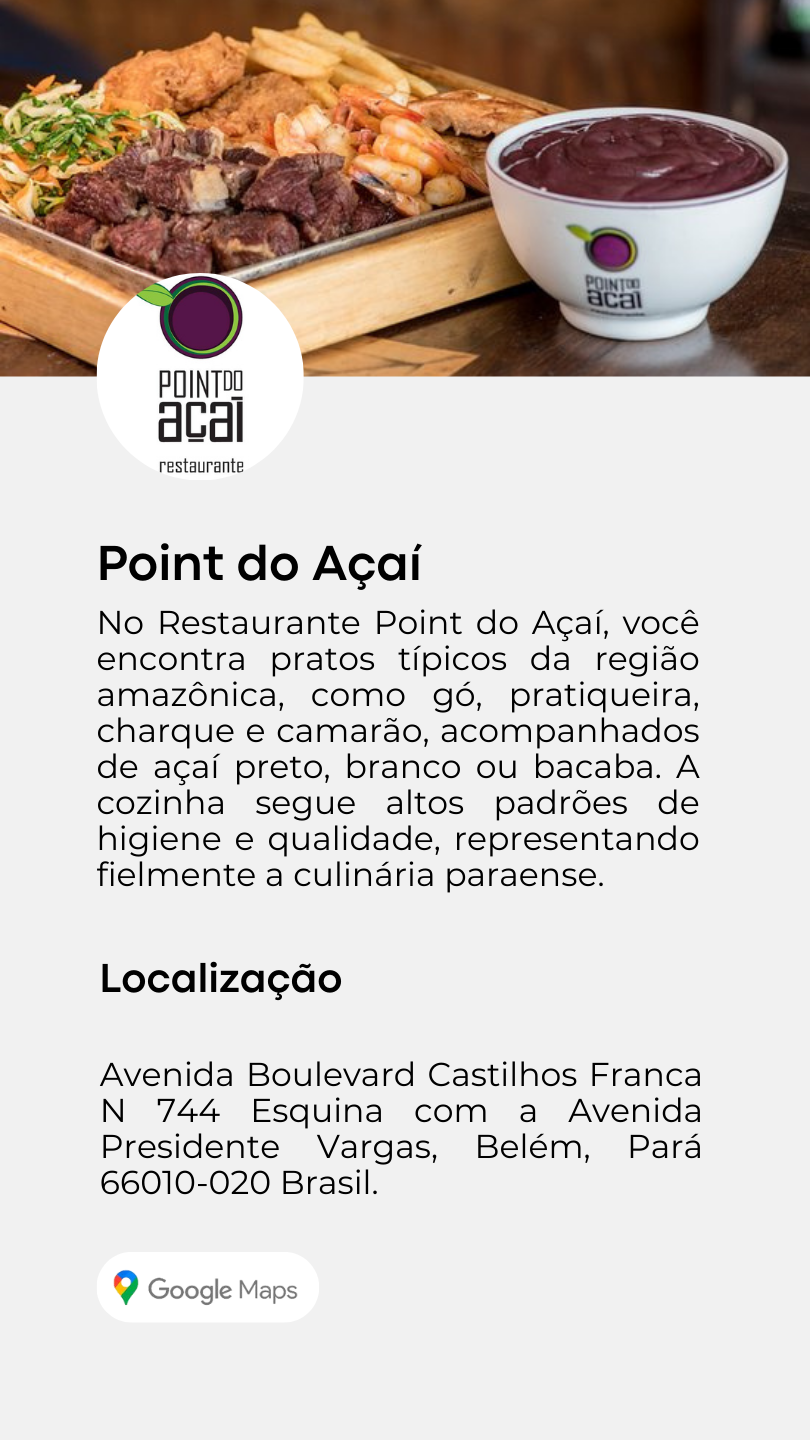 POINT DO
açaí
restaurante
POINT DO
açaí
restaurante
Point do Açaí
No Restaurante Point do Açaí, você
encontra pratos típicos da região
amazônica, como gó, pratiqueira,
charque e camarão, acompanhados
de açaí preto, branco ou bacaba. A
cozinha segue altos padrões de
higiene e qualidade, representando
fielmente a culinária paraense.
Localização
Avenida Boulevard Castilhos Franca
N 744 Esquina com a Avenida
Presidente Vargas, Belém, Pará
66010-020 Brasil.
Google Maps